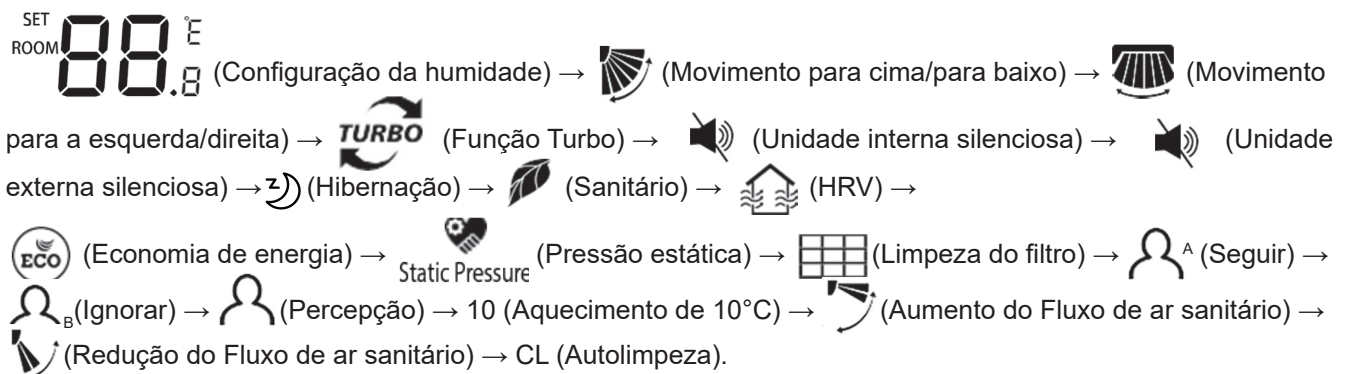 SET
ROOM 88.8 °E (Configuração da humidade) → (Movimento para cima/para baixo) → (Movimento
para a esquerda/direita) → TURBO (Função Turbo) → (Unidade interna silenciosa) → (Unidade
externa silenciosa) → z (Hibernação) → (Sanitário) → (HRV) →
ECO (Economia de energia) → Static Pressure (Pressão estática) → (Limpeza do filtro) → A (Seguir) →
B (Ignorar) → (Percepção) → 10 (Aquecimento de 10°C) → (Aumento do Fluxo de ar sanitário) →
(Redução do Fluxo de ar sanitário) → CL (Autolimpeza).